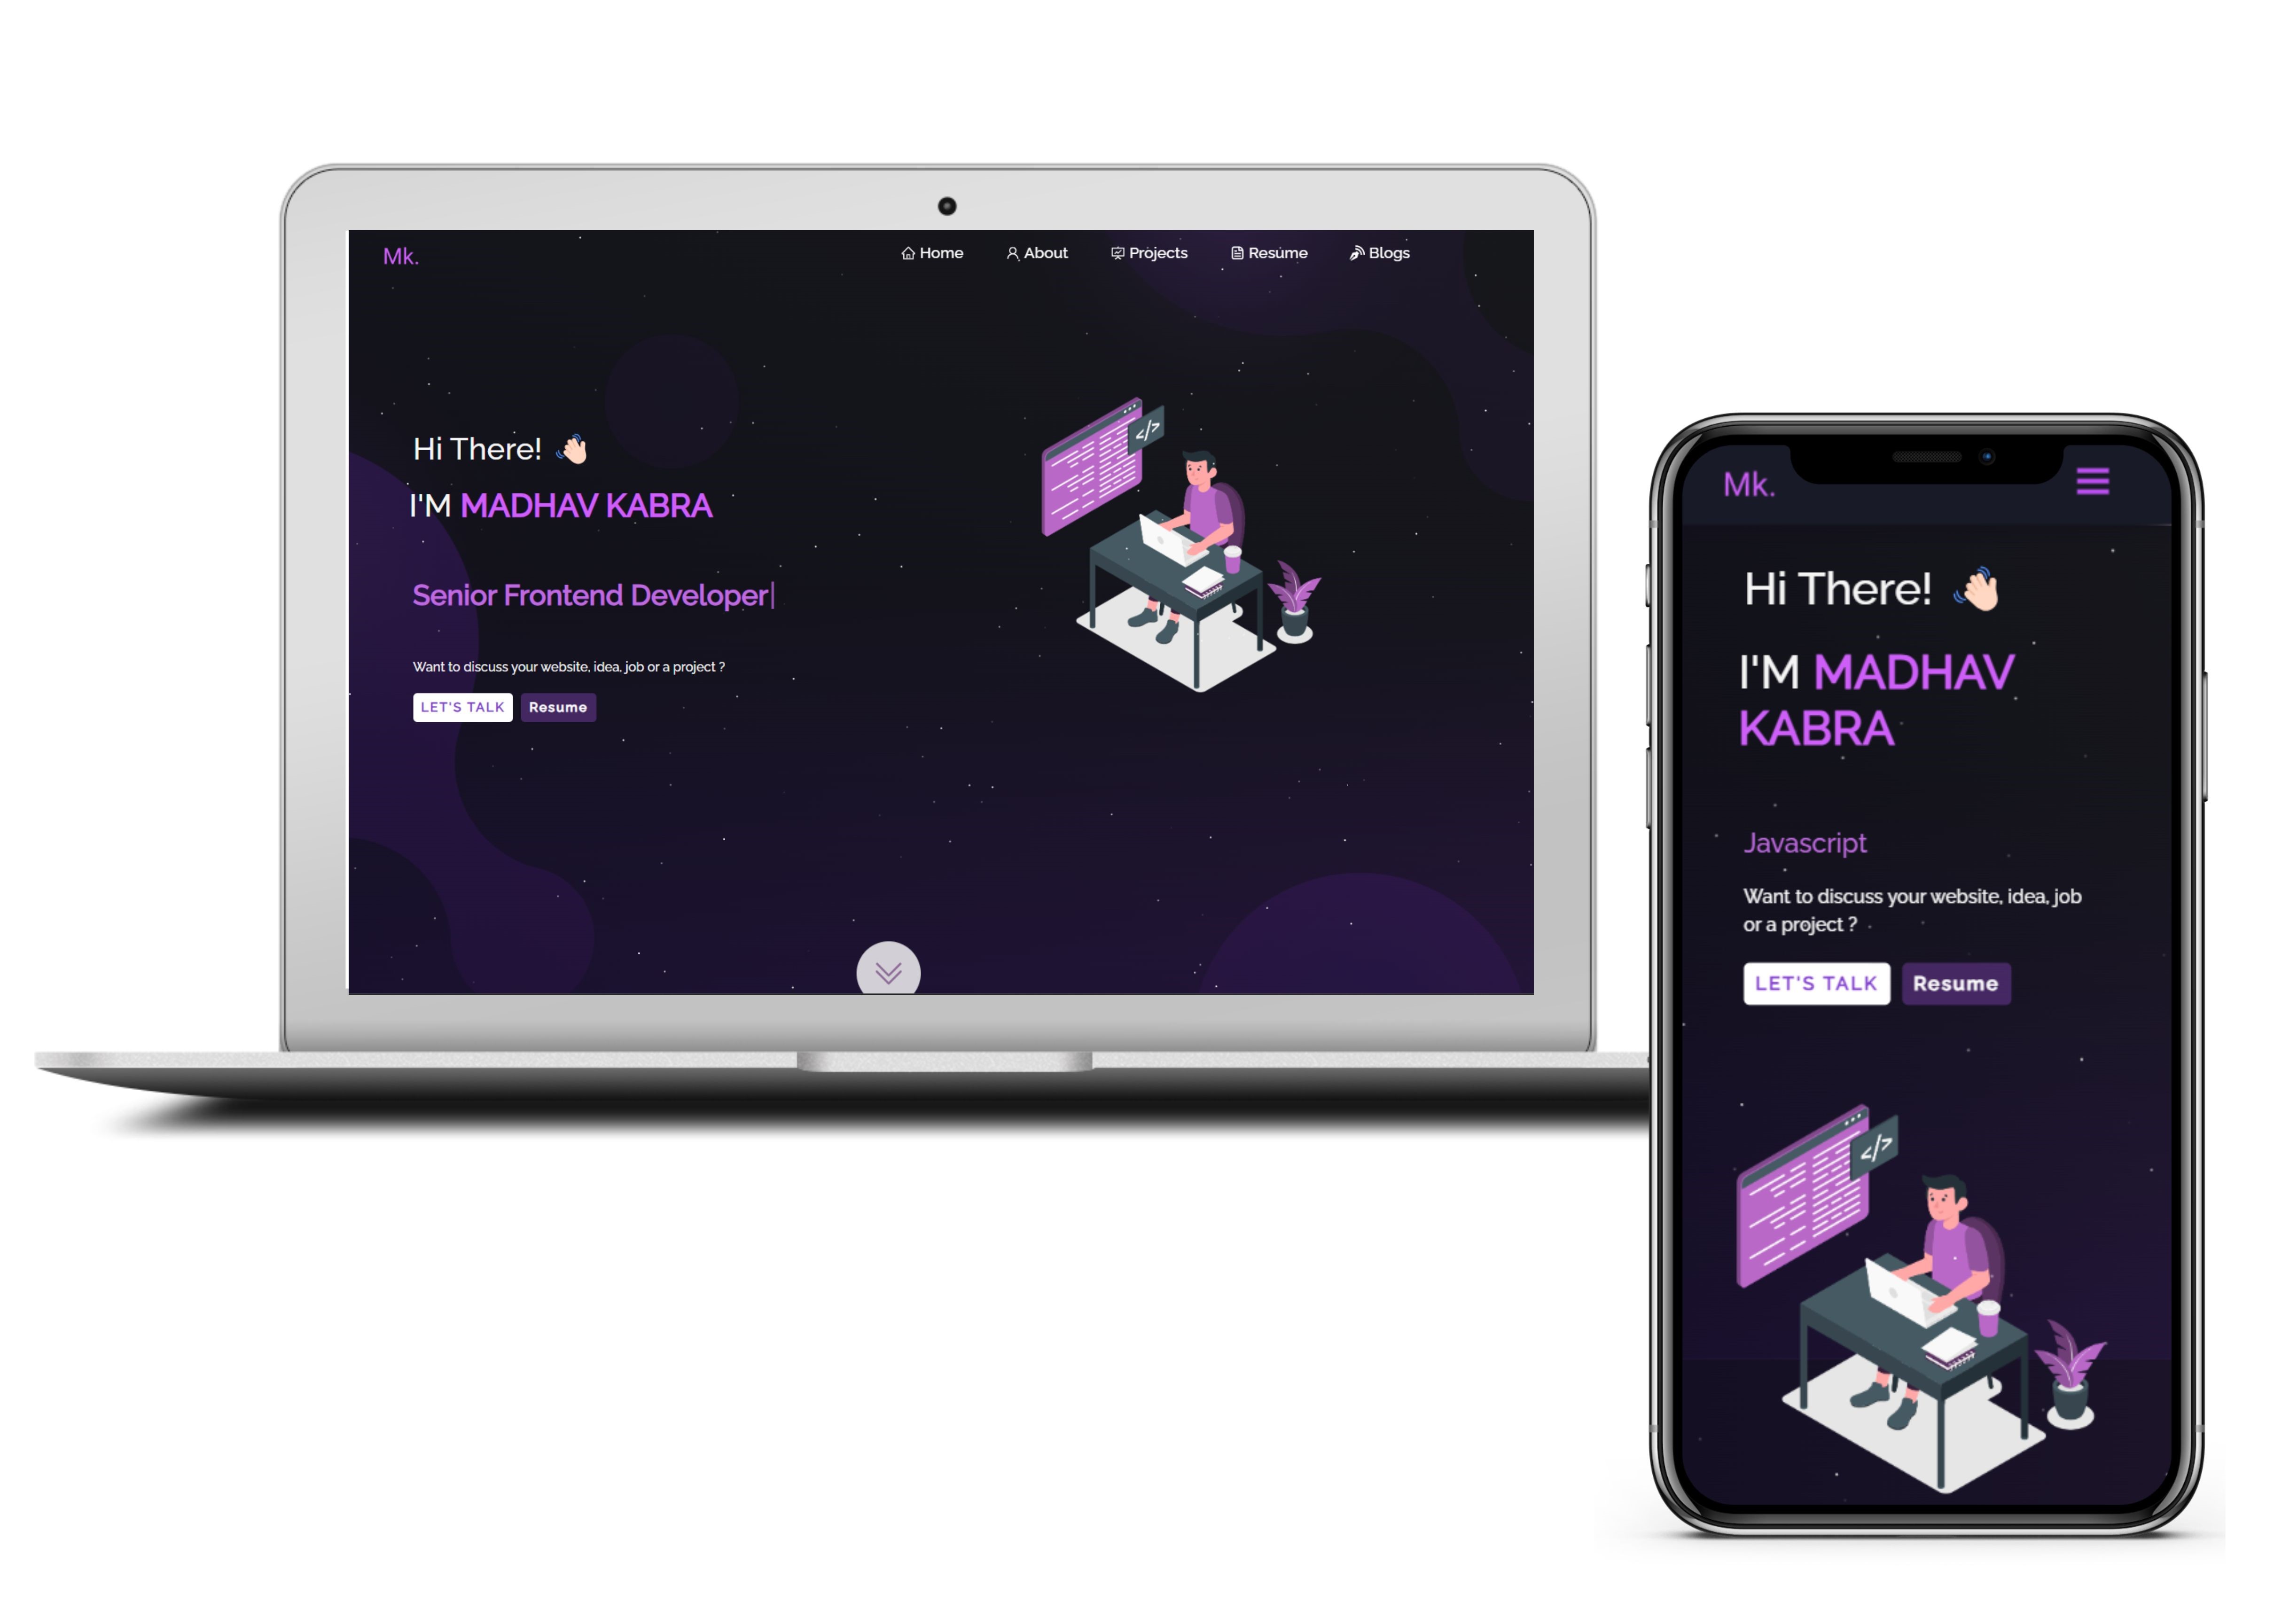 Mk.
Home About Projects Resume Blogs
Hi There!
I'M MADHAV KABRA
Senior Frontend Developer|
Want to discuss your website, idea, job or a project ?
LET'S TALK Resume
</>
Mk.
Hi There!
I'M MADHAV
KABRA
Javascript
Want to discuss your website, idea, job
or a project ?
LET'S TALK Resume
</>